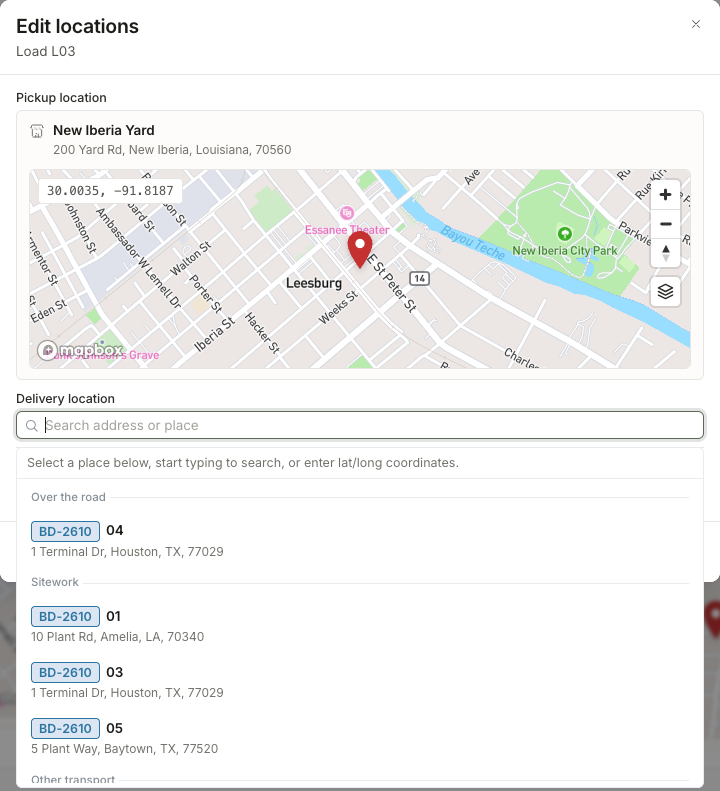 Edit locations
Load L03
Pickup location
New Iberia Yard
200 Yard Rd, New Iberia, Louisiana, 70560
30.0035, −91.8187
Ave
Essanee Theater
Bayou Teche
New Iberia City Park
Parkvie
Johnston St
Ambassador W Lemell Dr
Walton St
Porter St
Iberia St
Hacker St
Weeks St
E St Peter St
Leesburg
14
Eden St
Charles
mapbox
Delivery location
Search address or place
Select a place below, start typing to search, or enter lat/long coordinates.
Over the road
BD-2610 04
1 Terminal Dr, Houston, TX, 77029
Sitework
BD-2610 01
10 Plant Rd, Amelia, LA, 70340
BD-2610 03
1 Terminal Dr, Houston, TX, 77029
BD-2610 05
5 Plant Way, Baytown, TX, 77520
Other transport